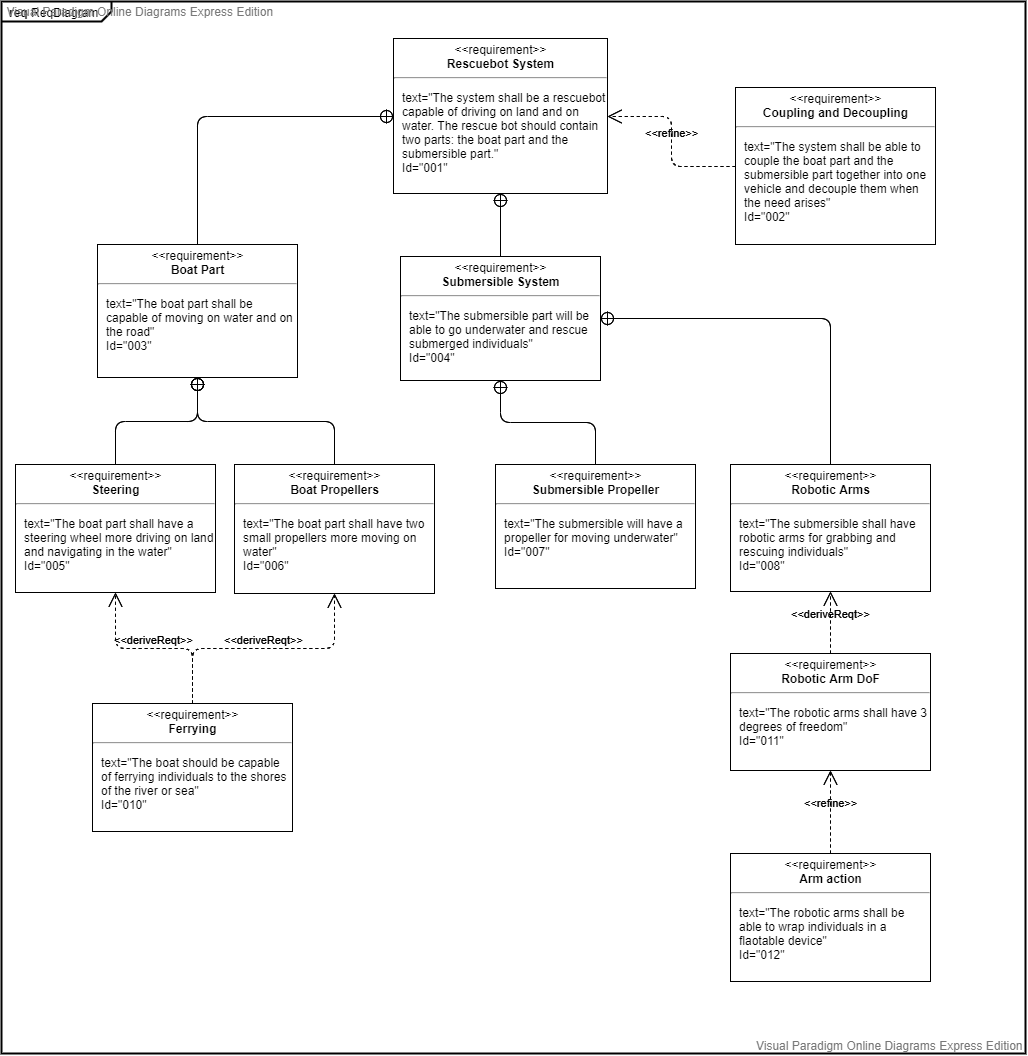 Visual Paradigm Online Diagrams Express Edition
req ReqDiagram
<<requirement>>
Rescuebot System
text="The system shall be a rescuebot
capable of driving on land and on
water. The rescue bot should contain
two parts: the boat part and the
submersible part."
Id="001"
<<refine>>
<<requirement>>
Coupling and Decoupling
text="The system shall be able to
couple the boat part and the
submersible part together into one
vehicle and decouple them when
the need arises"
Id="002"
<<requirement>>
Boat Part
text="The boat part shall be
capable of moving on water and on
the road"
Id="003"
<<requirement>>
Submersible System
text="The submersible part will be
able to go underwater and rescue
submerged individuals"
Id="004"
<<requirement>>
Steering
text="The boat part shall have a
steering wheel more driving on land
and navigating in the water"
Id="005"
<<requirement>>
Boat Propellers
text="The boat part shall have two
small propellers more moving on
water"
Id="006"
<<requirement>>
Submersible Propeller
text="The submersible will have a
propeller for moving underwater"
Id="007"
<<requirement>>
Robotic Arms
text="The submersible shall have
robotic arms for grabbing and
rescuing individuals"
Id="008"
<<deriveReqt>>
<<deriveReqt>>
<<deriveReqt>>
<<requirement>>
Ferrying
text="The boat should be capable
of ferrying individuals to the shores
of the river or sea"
Id="010"
<<requirement>>
Robotic Arm DoF
text="The robotic arms shall have 3
degrees of freedom"
Id="011"
<<refine>>
<<requirement>>
Arm action
text="The robotic arms shall be
able to wrap individuals in a
flaotable device"
Id="012"
Visual Paradigm Online Diagrams Express Edition